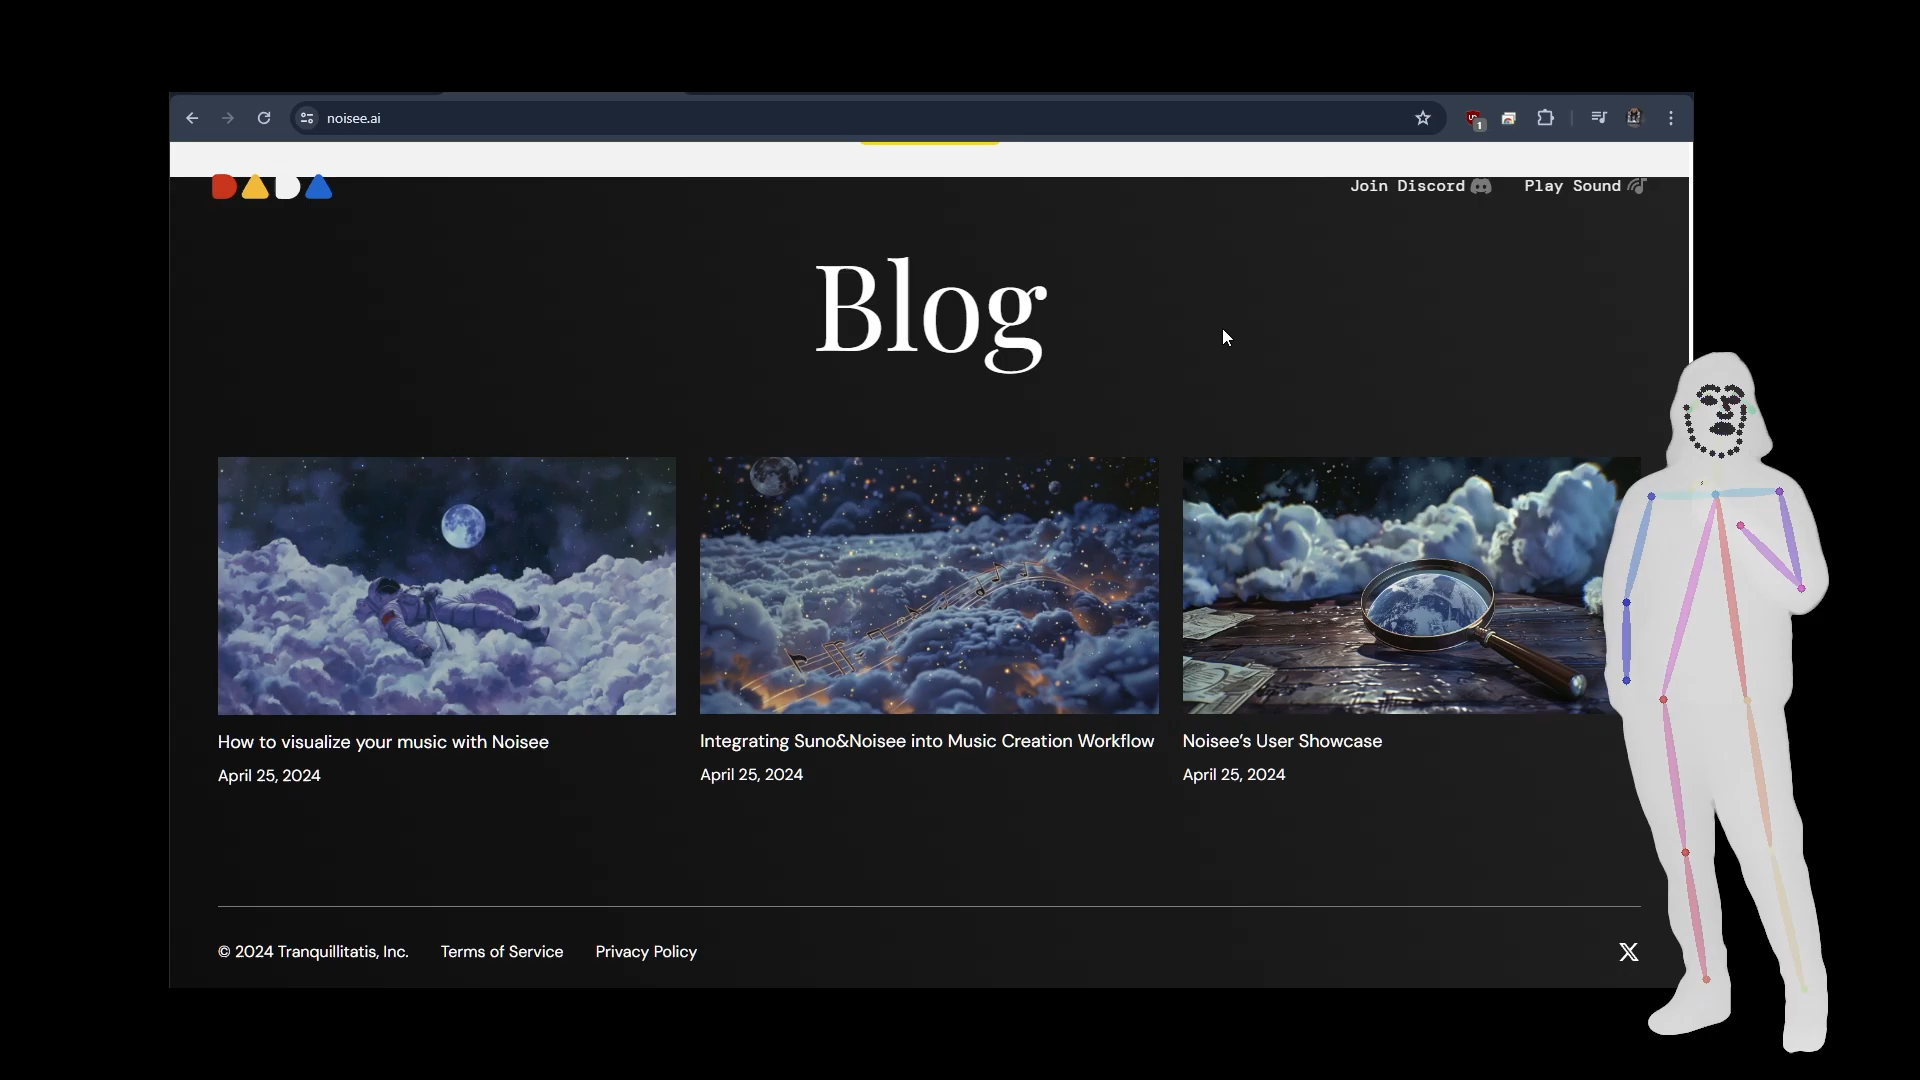 noisee.ai
1
DADA
Join Discord
Play Sound
Blog
How to visualize your music with Noisee
April 25, 2024
Integrating Suno&Noisee into Music Creation Workflow
April 25, 2024
Noisee’s User Showcase
April 25, 2024
© 2024 Tranquillitatis, Inc.
Terms of Service
Privacy Policy